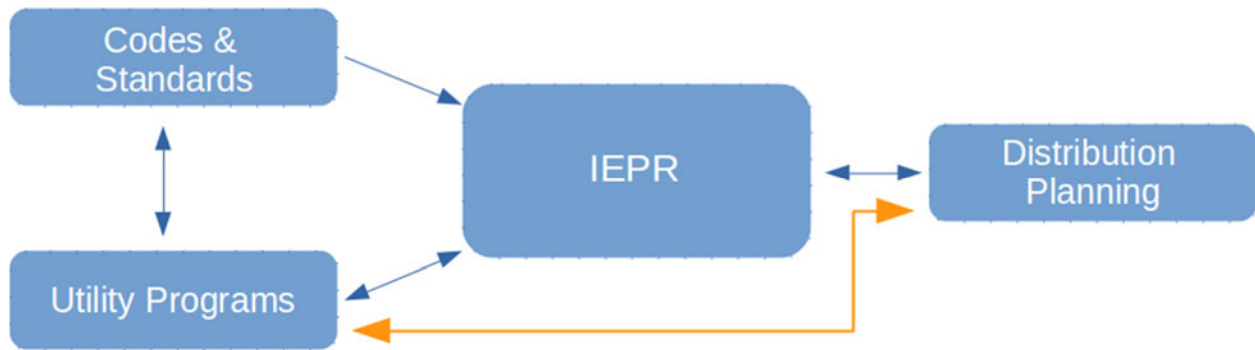 Codes &
Standards
IEPR
Distribution
Planning
Utility Programs